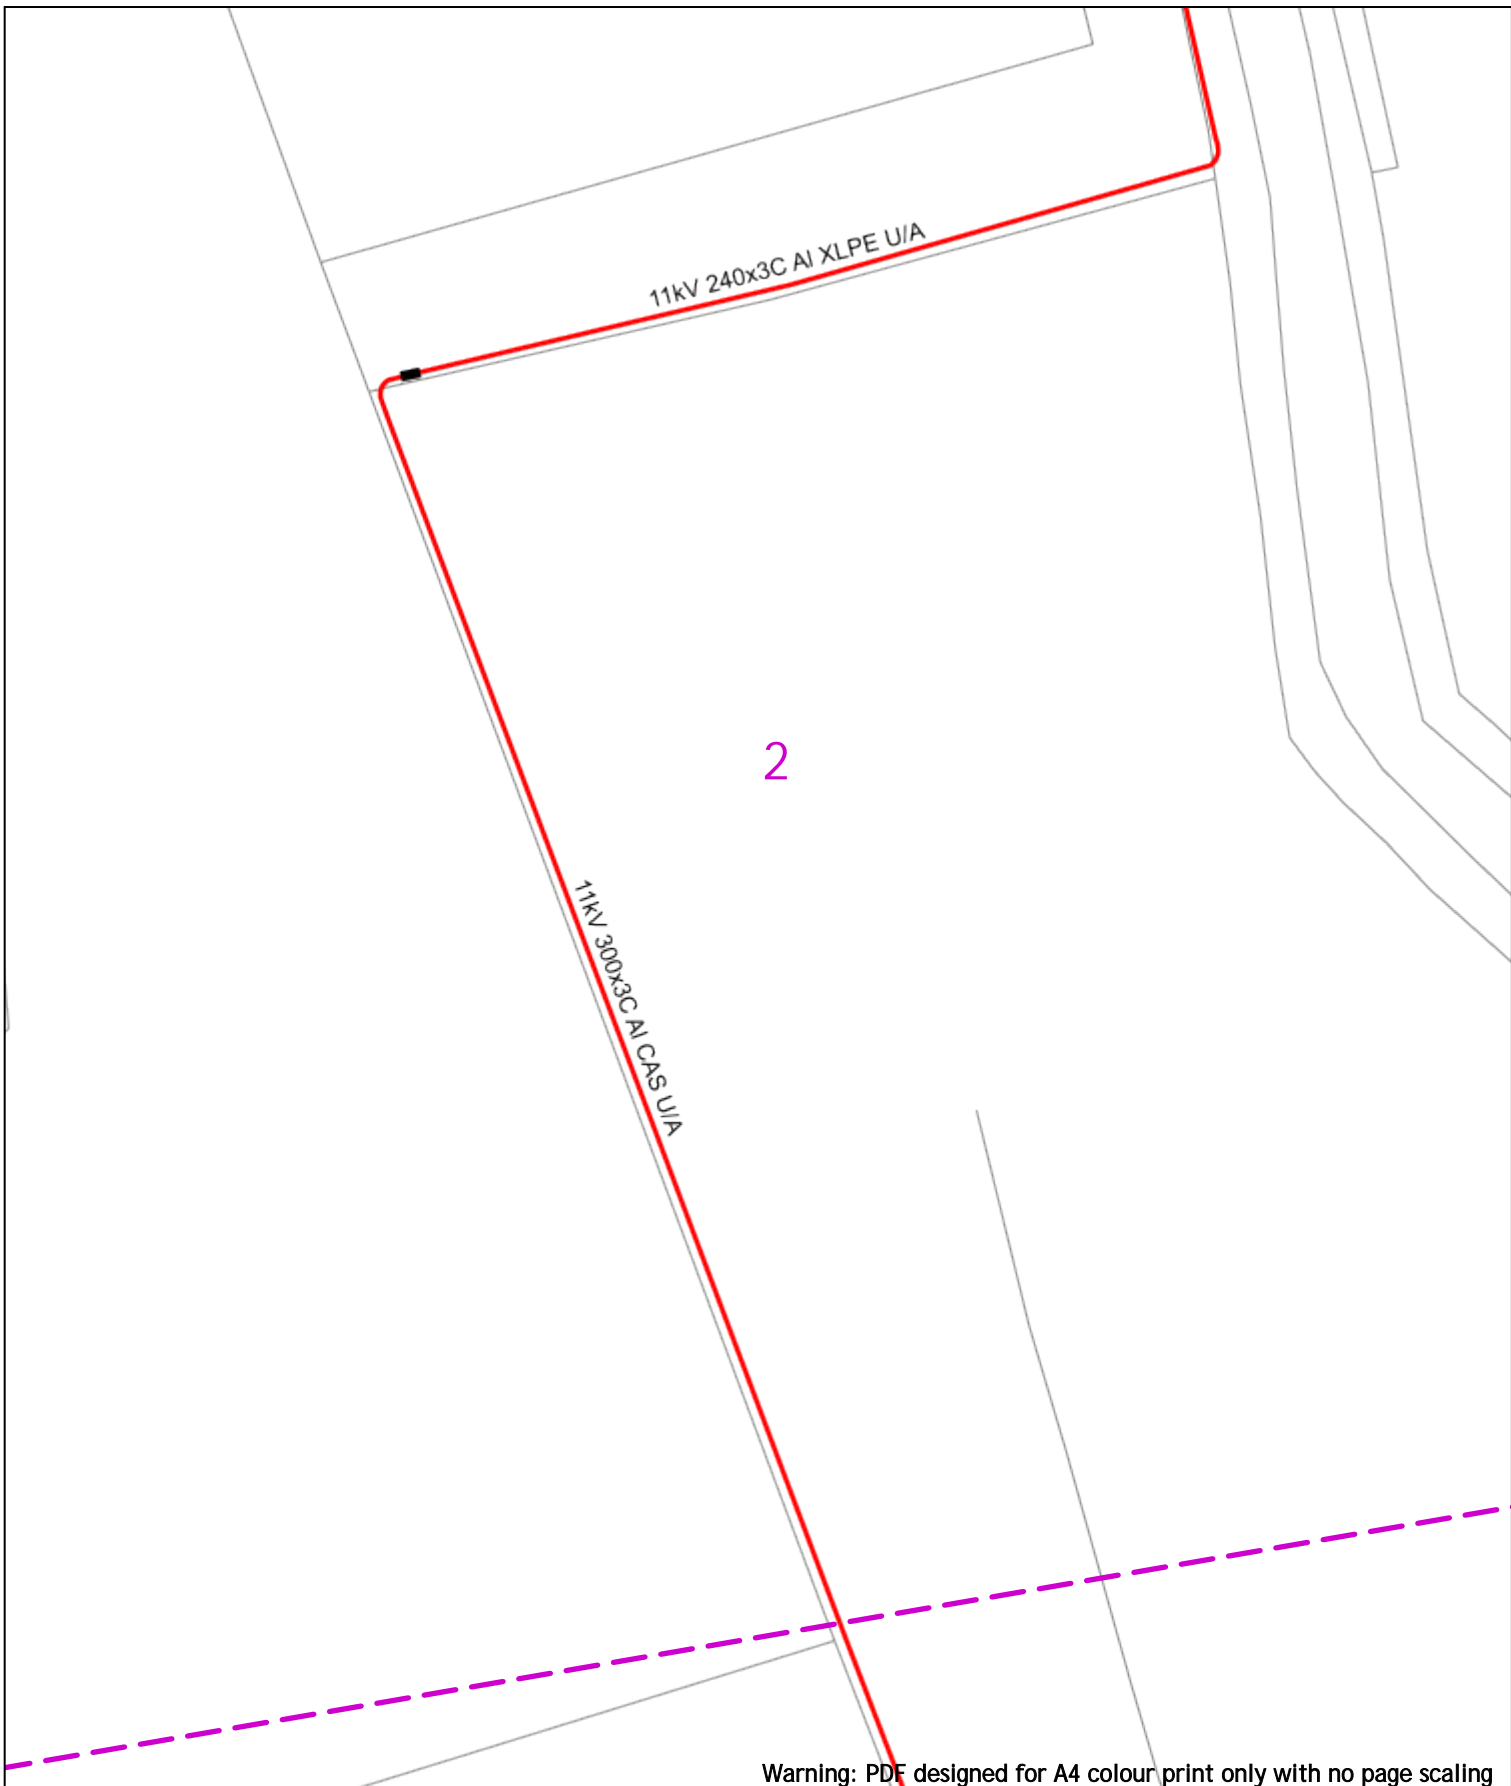 11kV 240x3C Al XLPE U/A
2
11kV 300x3C Al CAS U/A
Warning: PDF designed for A4 colour print only with no page scaling